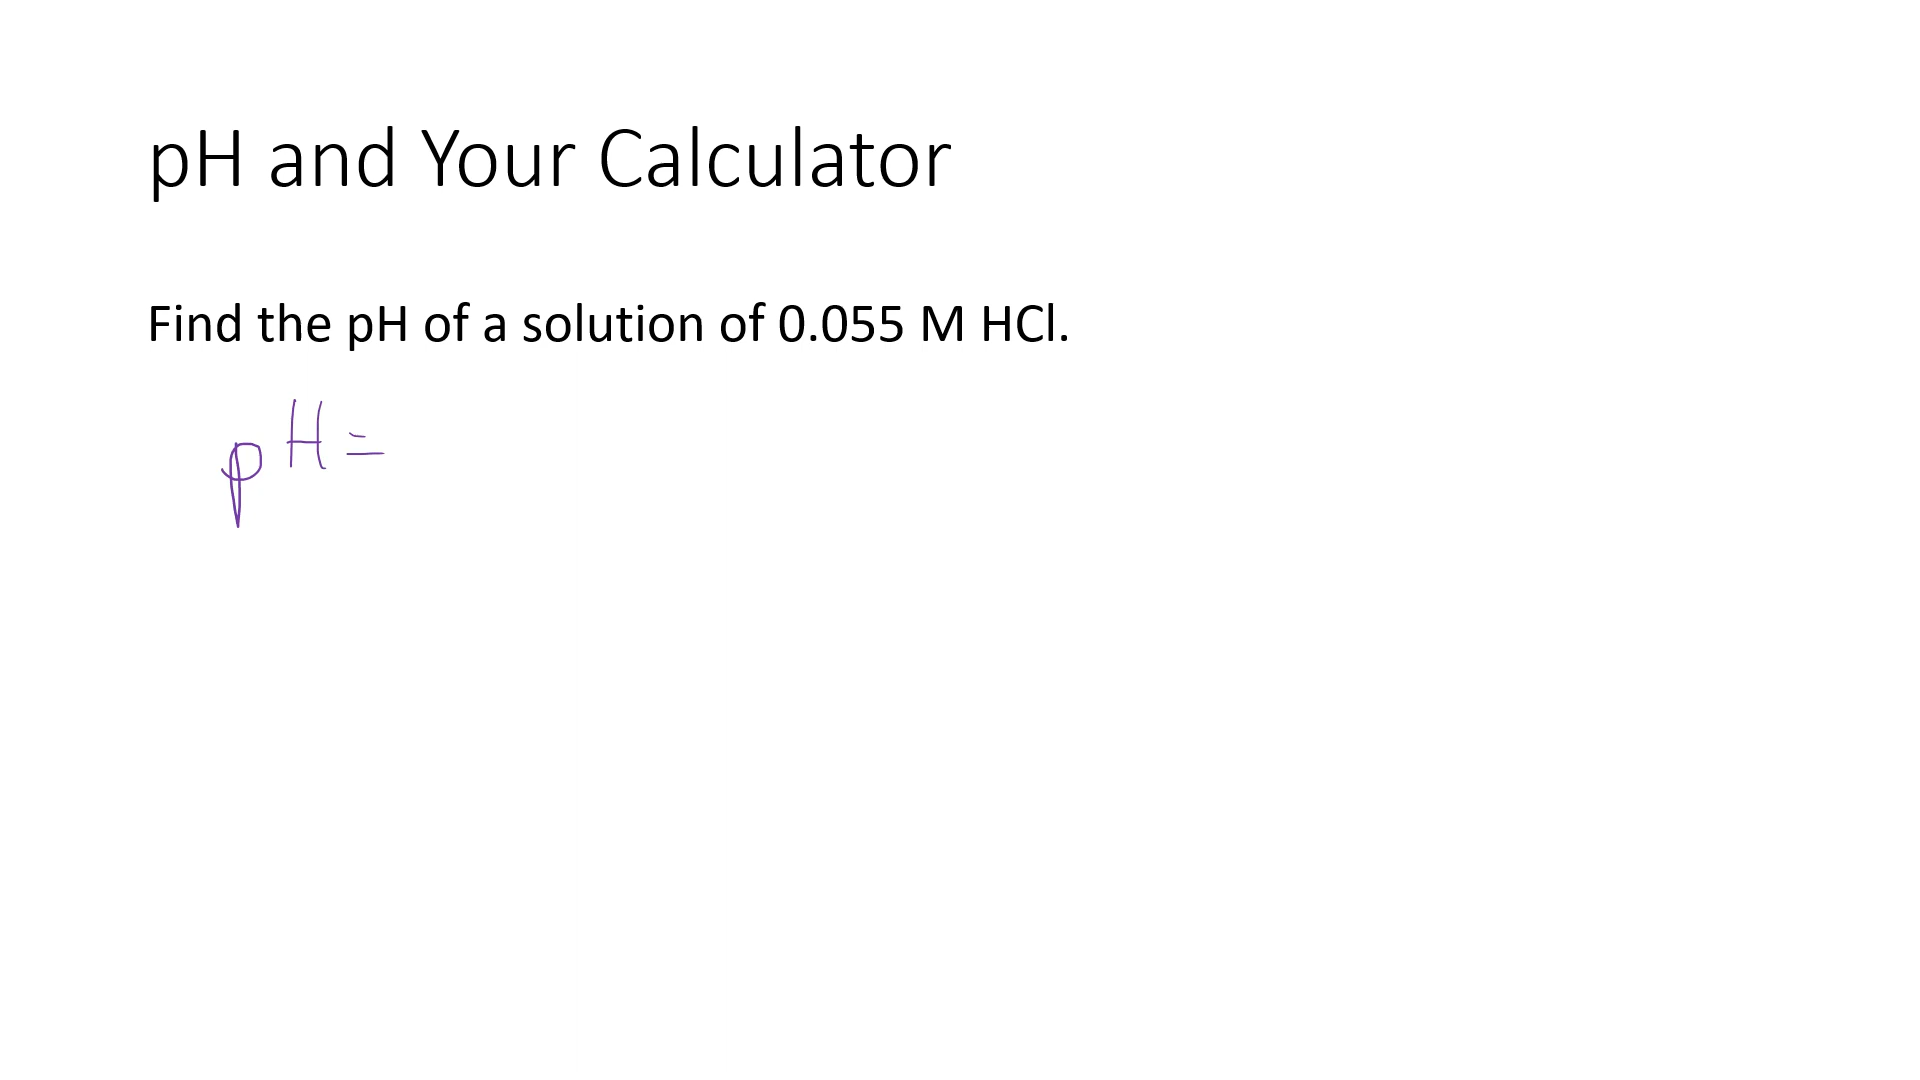 pH and Your Calculator
Find the pH of a solution of 0.055 M HCl.
pH =